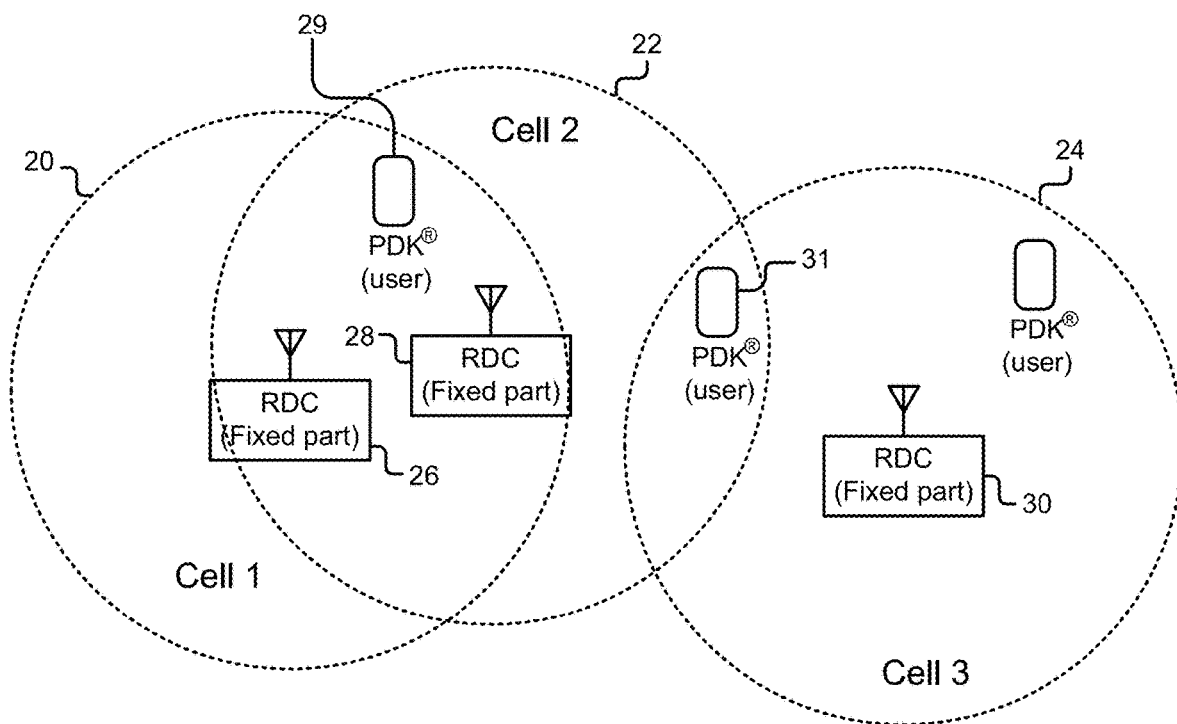 29
22
Cell 2
20
24
PDK®
(user)
31
PDK®
(user)
PDK®
(user)
28
RDC
(Fixed part)
RDC
(Fixed part)
26
RDC
(Fixed part)
30
Cell 1
Cell 3